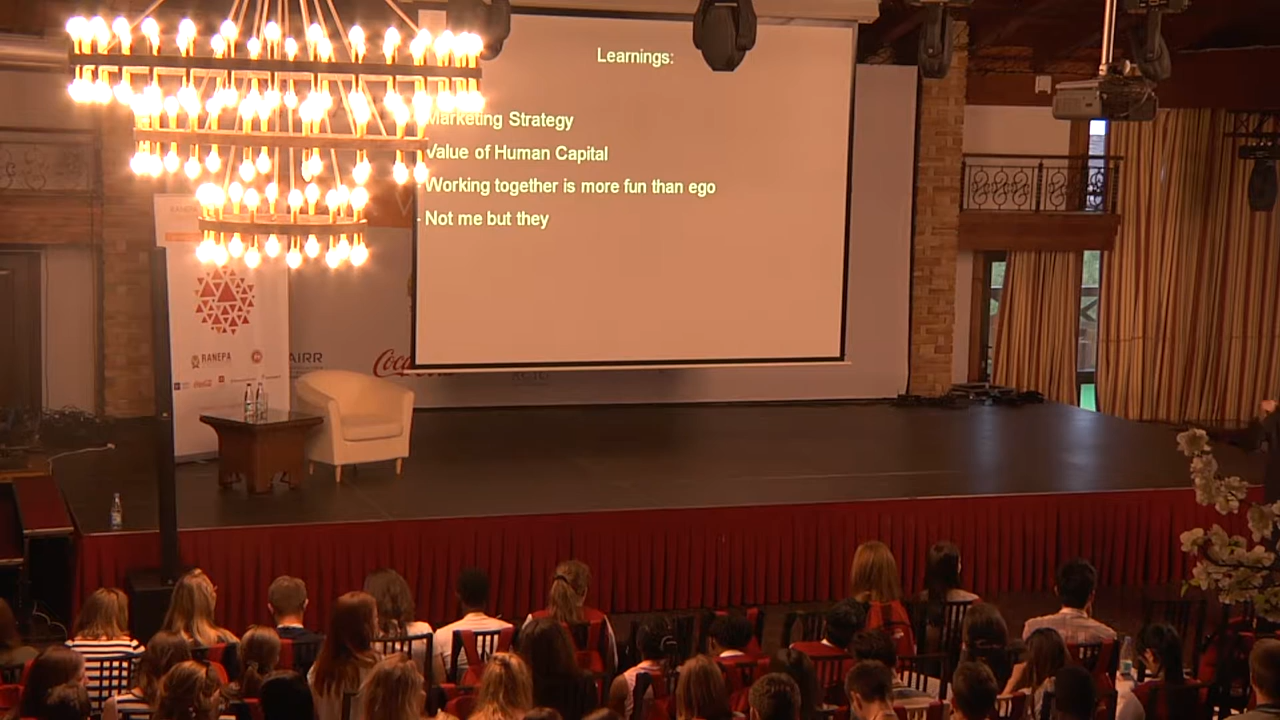 Learnings:
Marketing Strategy
Value of Human Capital
- Working together is more fun than ego
- Not me but they
RANEPA
AIRR